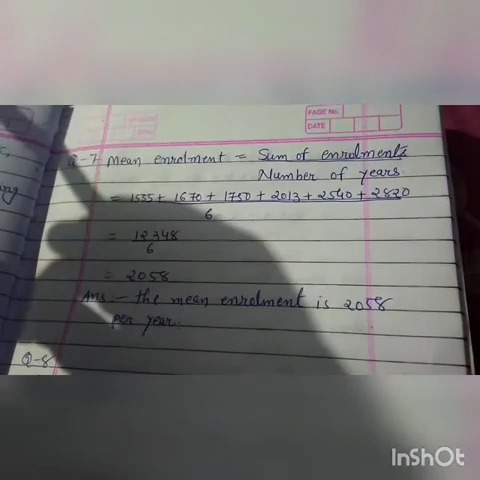 PAGE No.
DATE
Q-7 Mean enrolment = Sum of enrolments
Number of years.
= 1555 + 1670 + 1750 + 2013 + 2540 + 2820
6
= 12348
6
= 2058
Ans - the mean enrolment is 2058
per year.
Q-8
InShOt